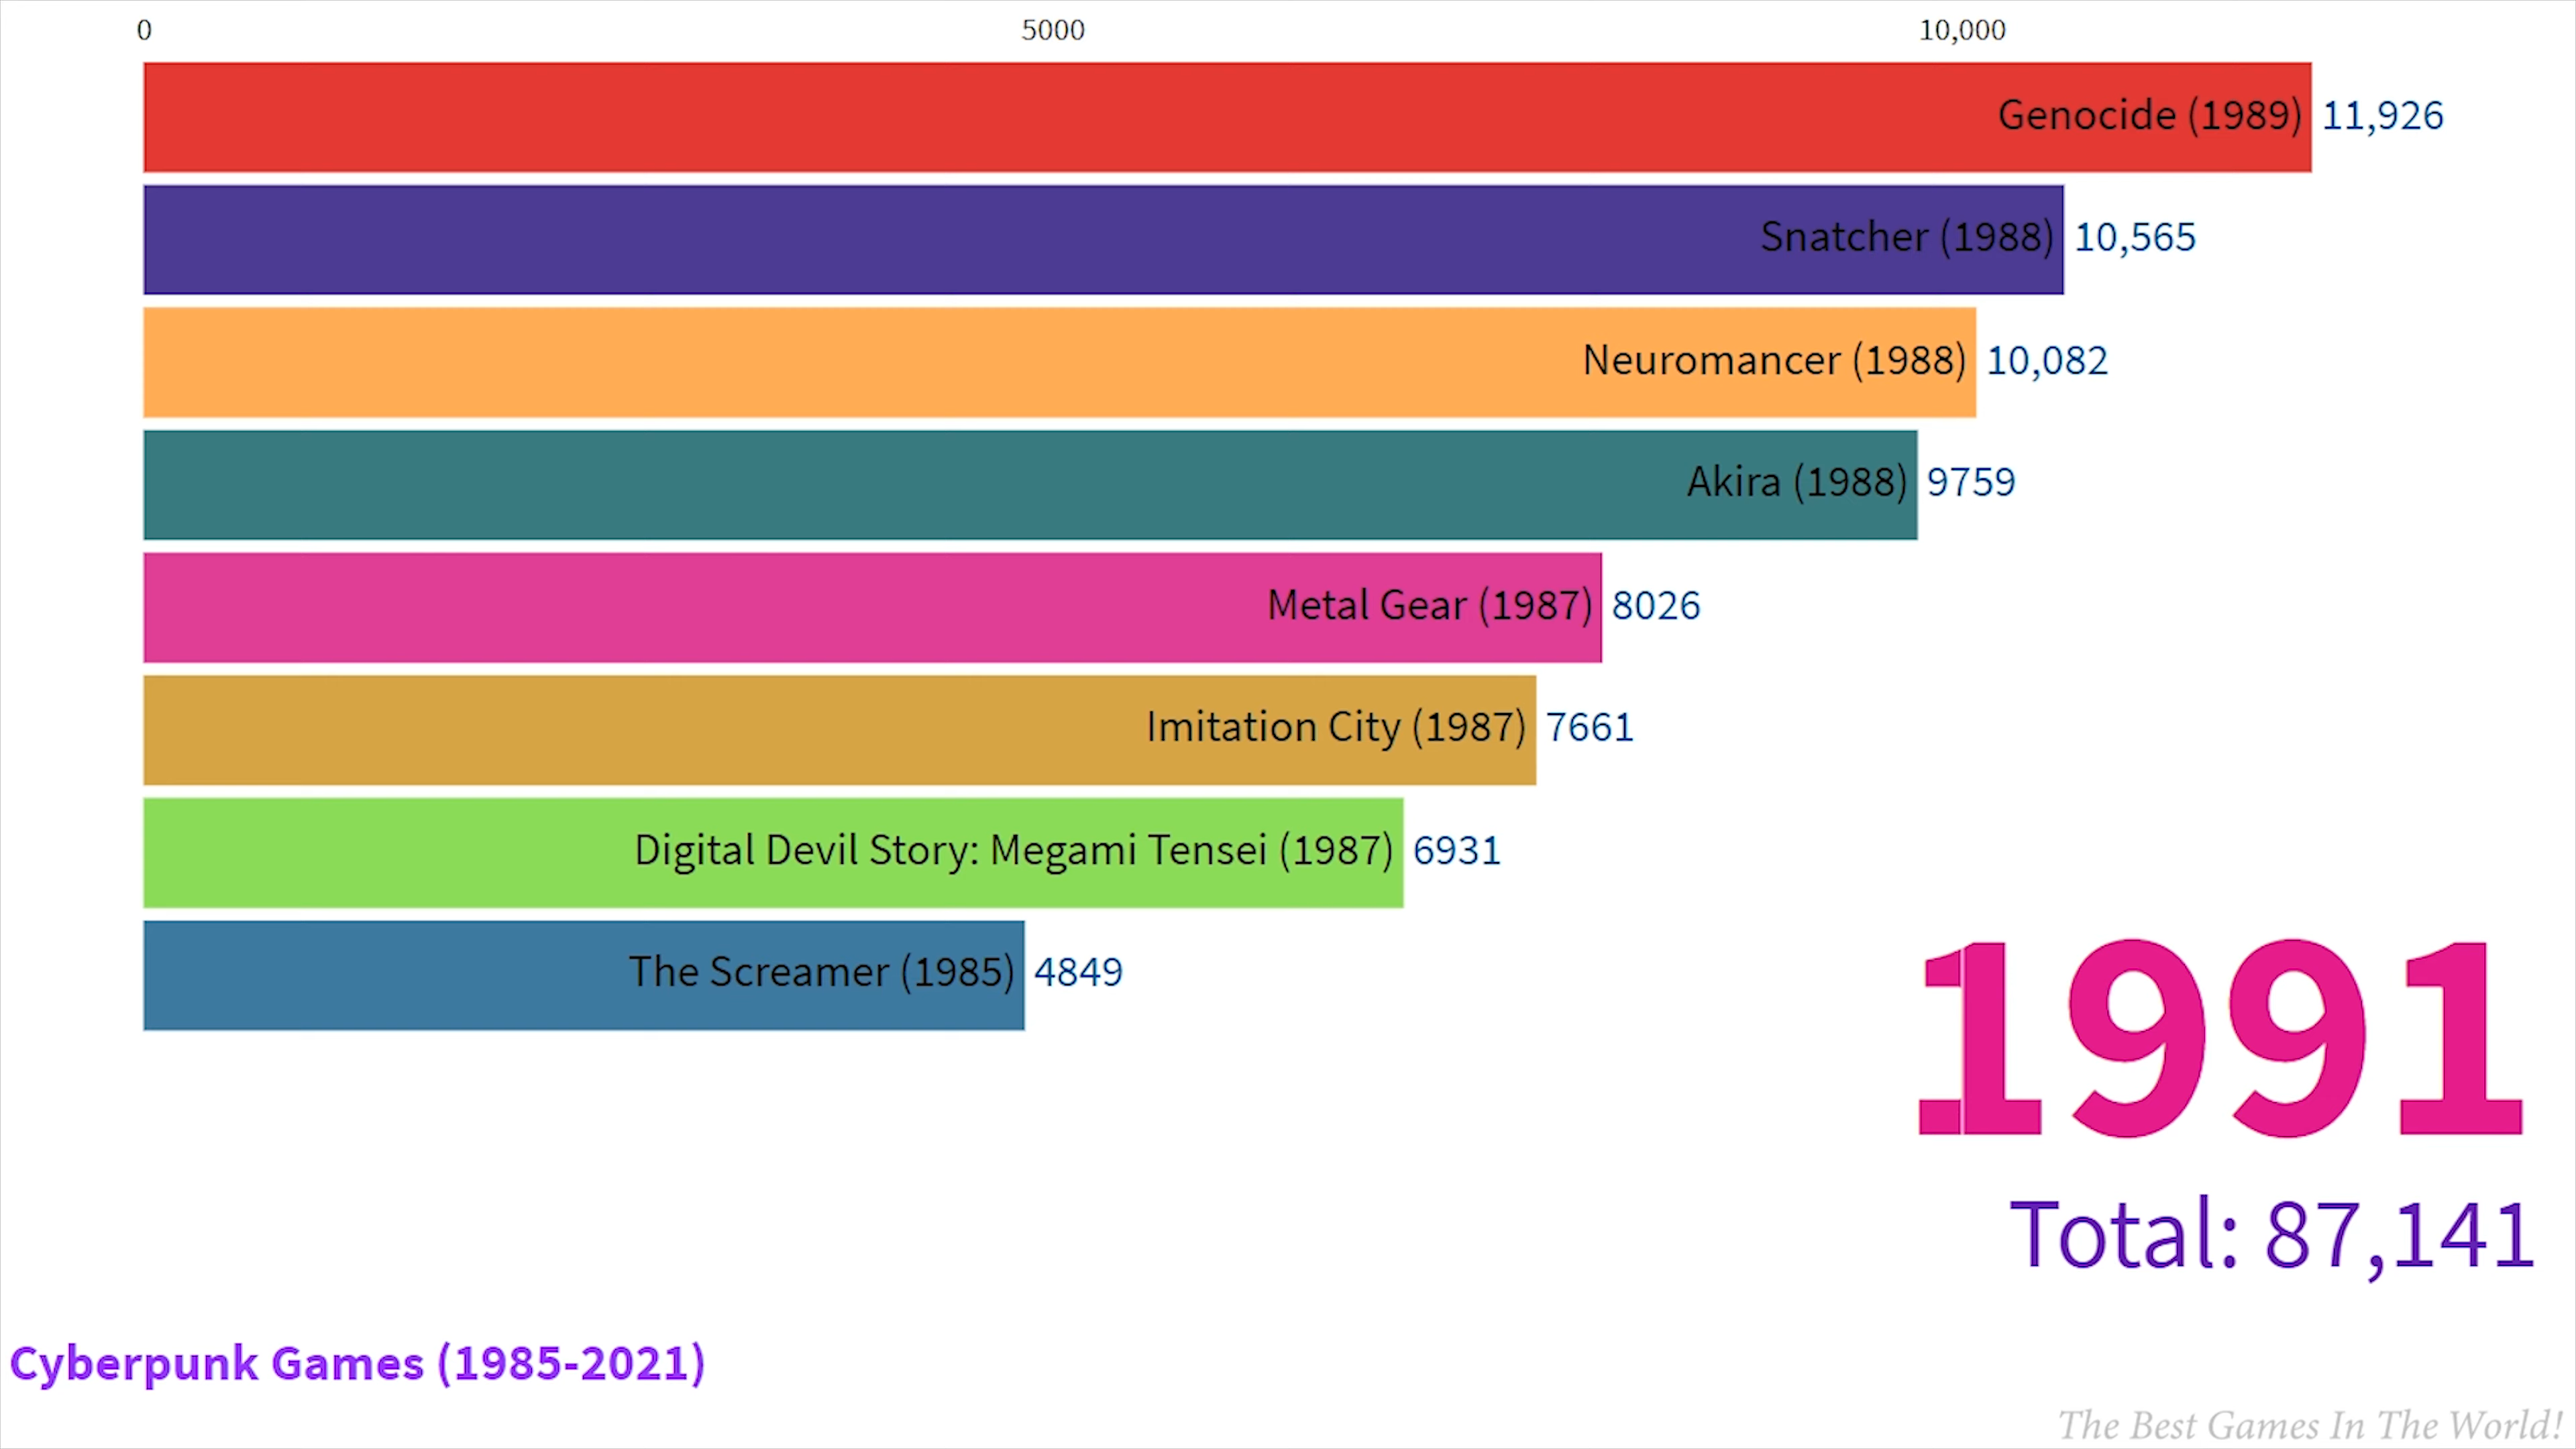 0 5000 10,000
Genocide (1989) 11,926
Snatcher (1988) 10,565
Neuromancer (1988) 10,082
Akira (1988) 9759
Metal Gear (1987) 8026
Imitation City (1987) 7661
Digital Devil Story: Megami Tensei (1987) 6931
The Screamer (1985) 4849
1991
Total: 87,141
Cyberpunk Games (1985-2021)
The Best Games In The World!